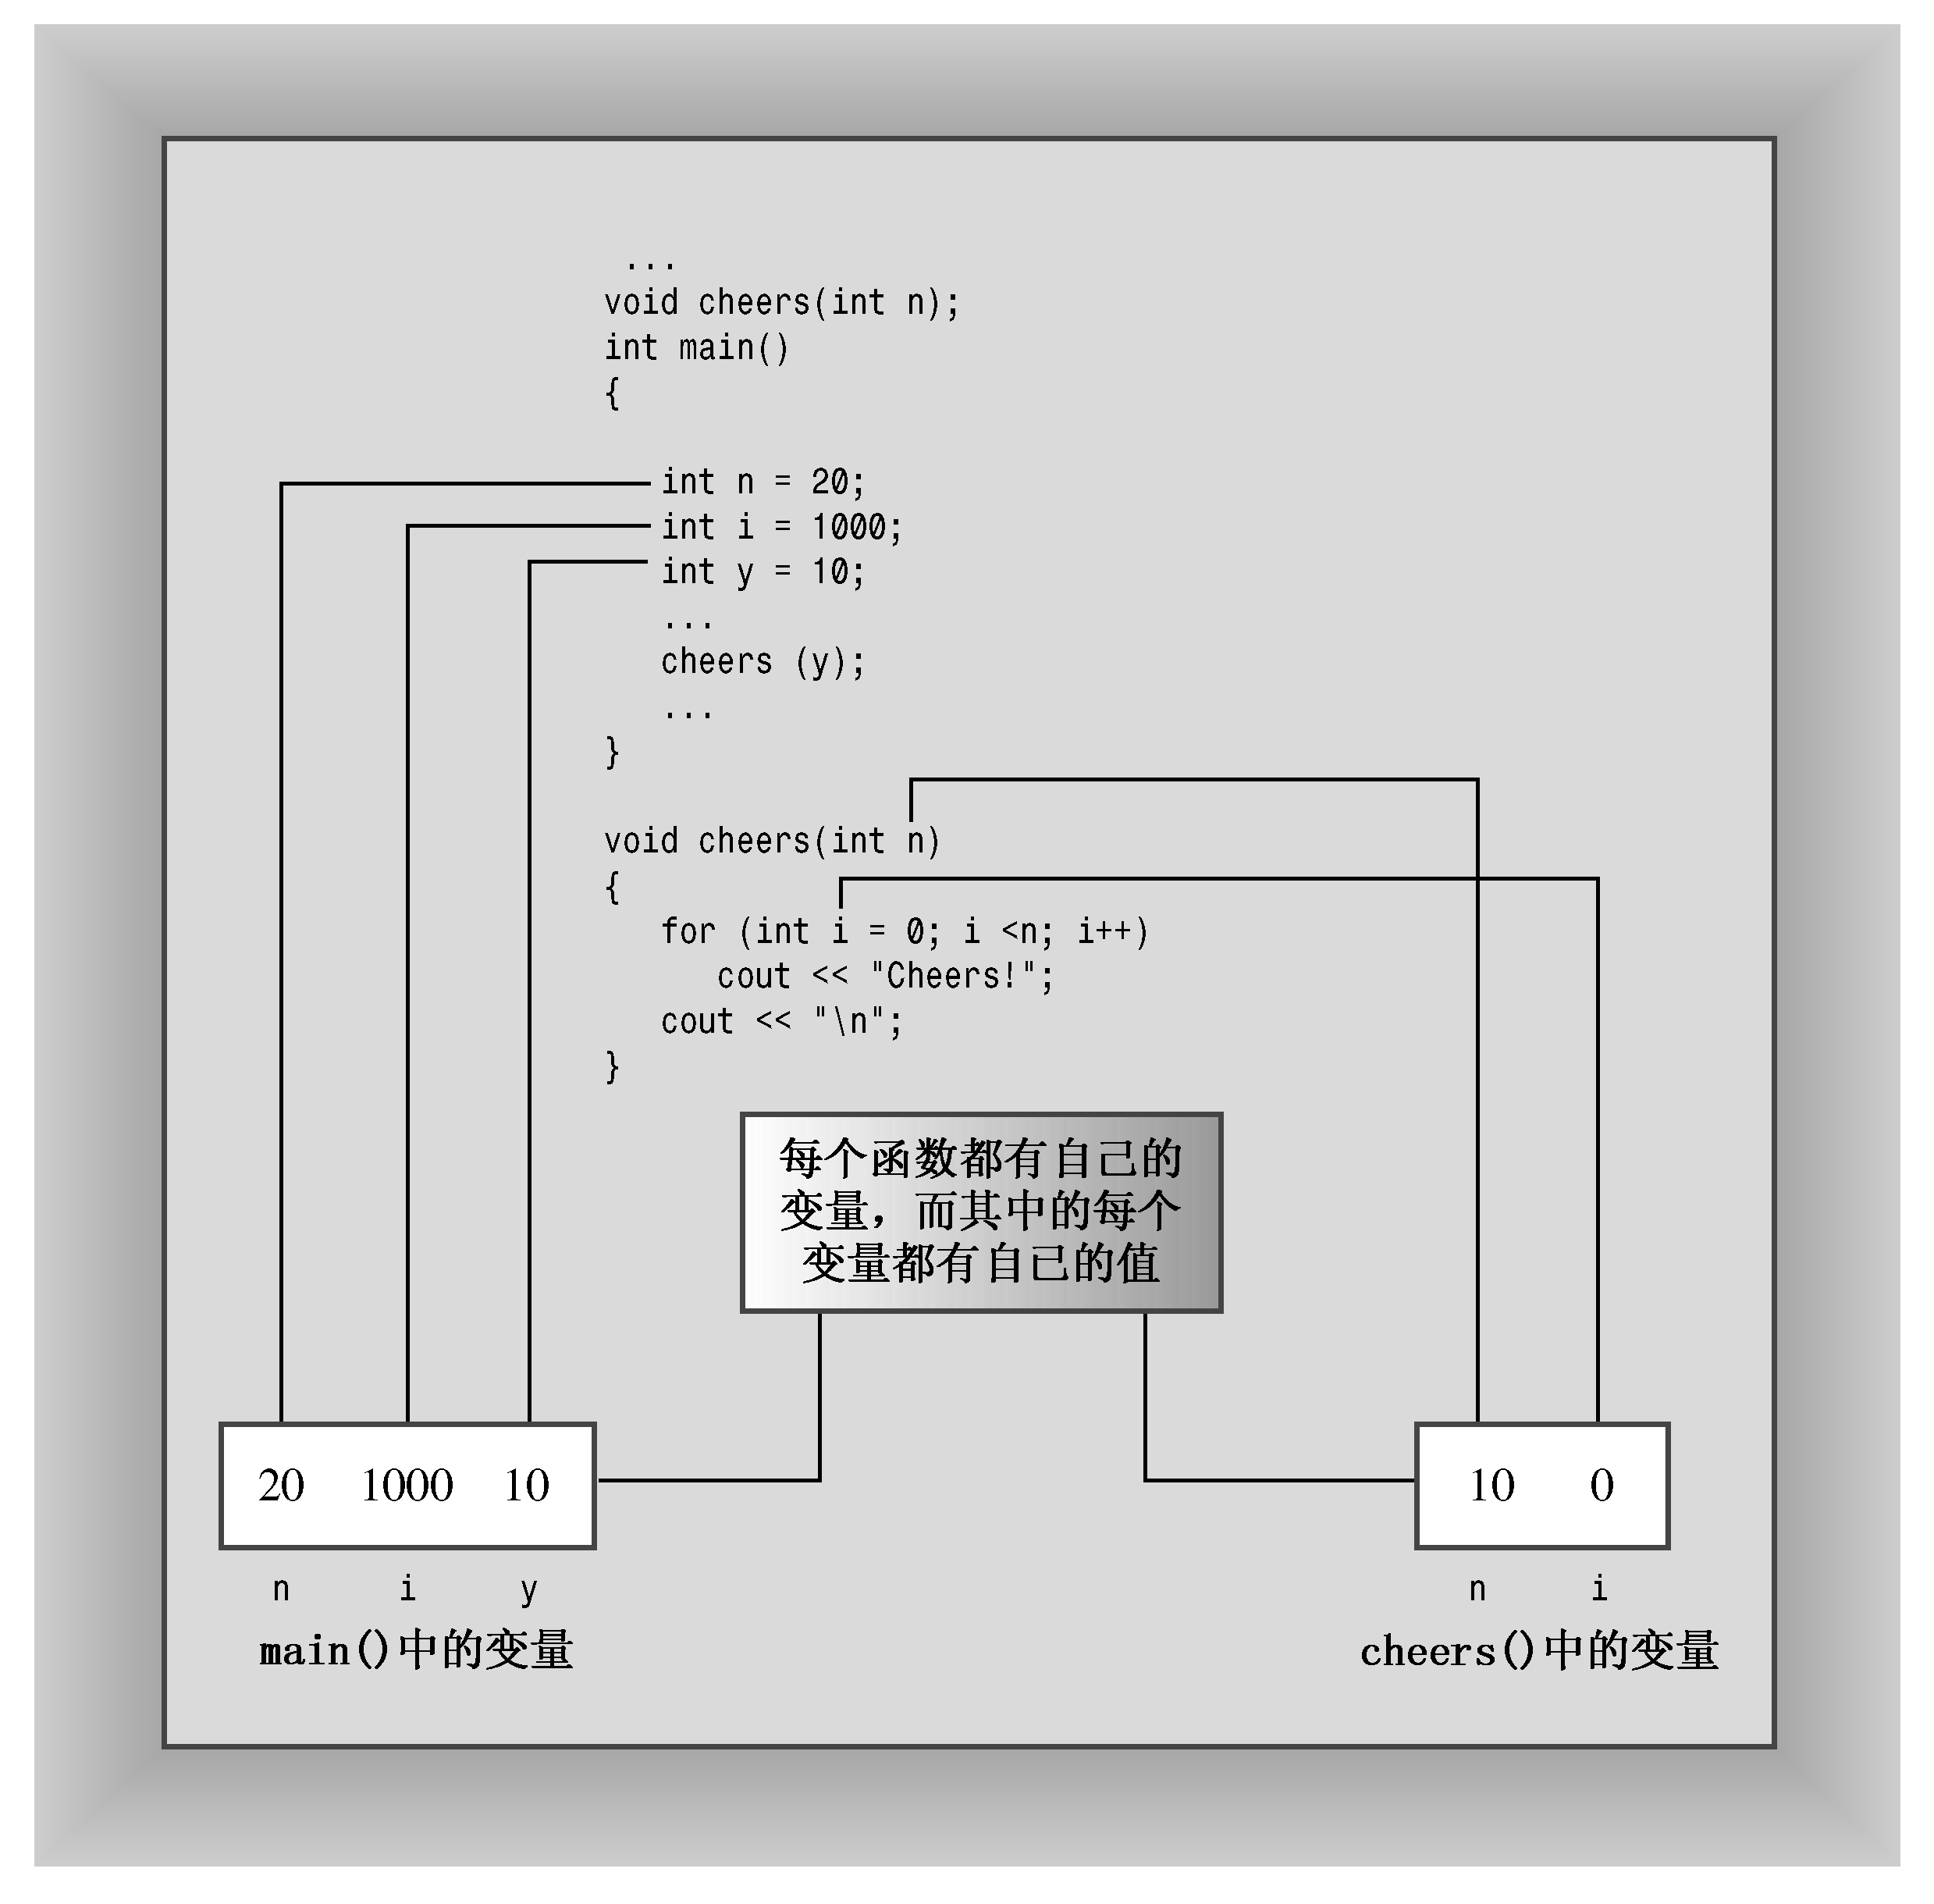 ...
void cheers(int n);
int main()
{
int n = 20;
int i = 1000;
int y = 10;
...
cheers (y);
...
}
void cheers(int n)
{
for (int i = 0; i <n; i++)
cout << "Cheers!";
cout << "\n";
}
每个函数都有自己的
变量，而其中的每个
变量都有自己的值
20 1000 10
n i y
main()中的变量
10 0
n i
cheers()中的变量